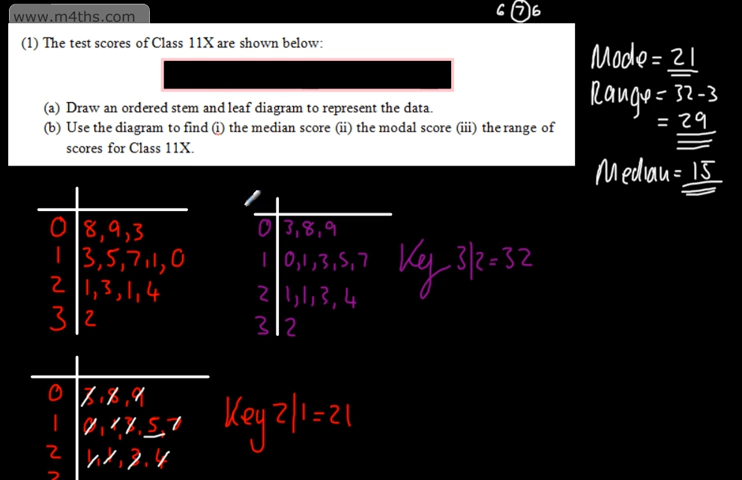 www.m4ths.com
6 7 6
(1) The test scores of Class 11X are shown below:
(a) Draw an ordered stem and leaf diagram to represent the data.
(b) Use the diagram to find (i) the median score (ii) the modal score (iii) the range of
scores for Class 11X.
Mode = 21
Range = 32-3
= 29
Median = 15
0 8, 9, 3
1 3, 5, 7, 1, 0
2 1, 3, 1, 4
3 2
0 3, 8, 9
1 0, 1, 3, 5, 7
2 1, 1, 3, 4
3 2
Key 3|2 = 32
0 3, 8, 9
1 0, 1, 3, 5, 7
2 1, 1, 3, 4
Key 2|1 = 21